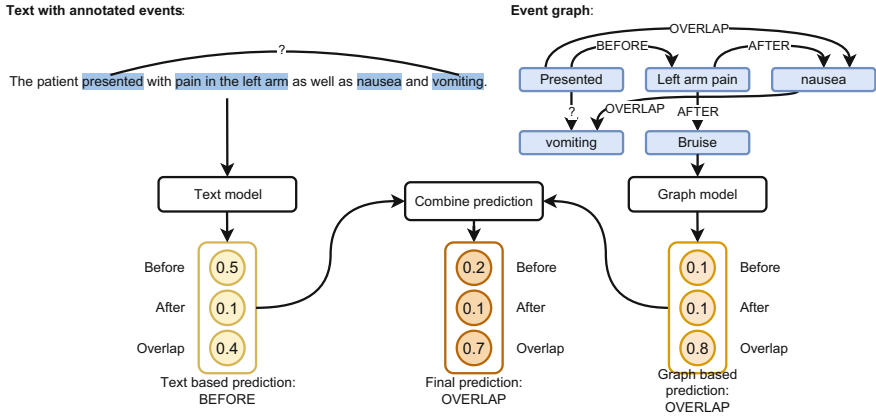 Text with annotated events:
?
The patient presented with pain in the left arm as well as nausea and vomiting.
Event graph:
OVERLAP
BEFORE
AFTER
Presented
Left arm pain
nausea
?
OVERLAP
AFTER
vomiting
Bruise
Text model
Combine prediction
Graph model
Before
0.5
0.2
Before
0.1
Before
After
0.1
0.1
After
0.1
After
Overlap
0.4
0.7
Overlap
0.8
Overlap
Text based prediction:
BEFORE
Final prediction:
OVERLAP
Graph based
prediction:
OVERLAP